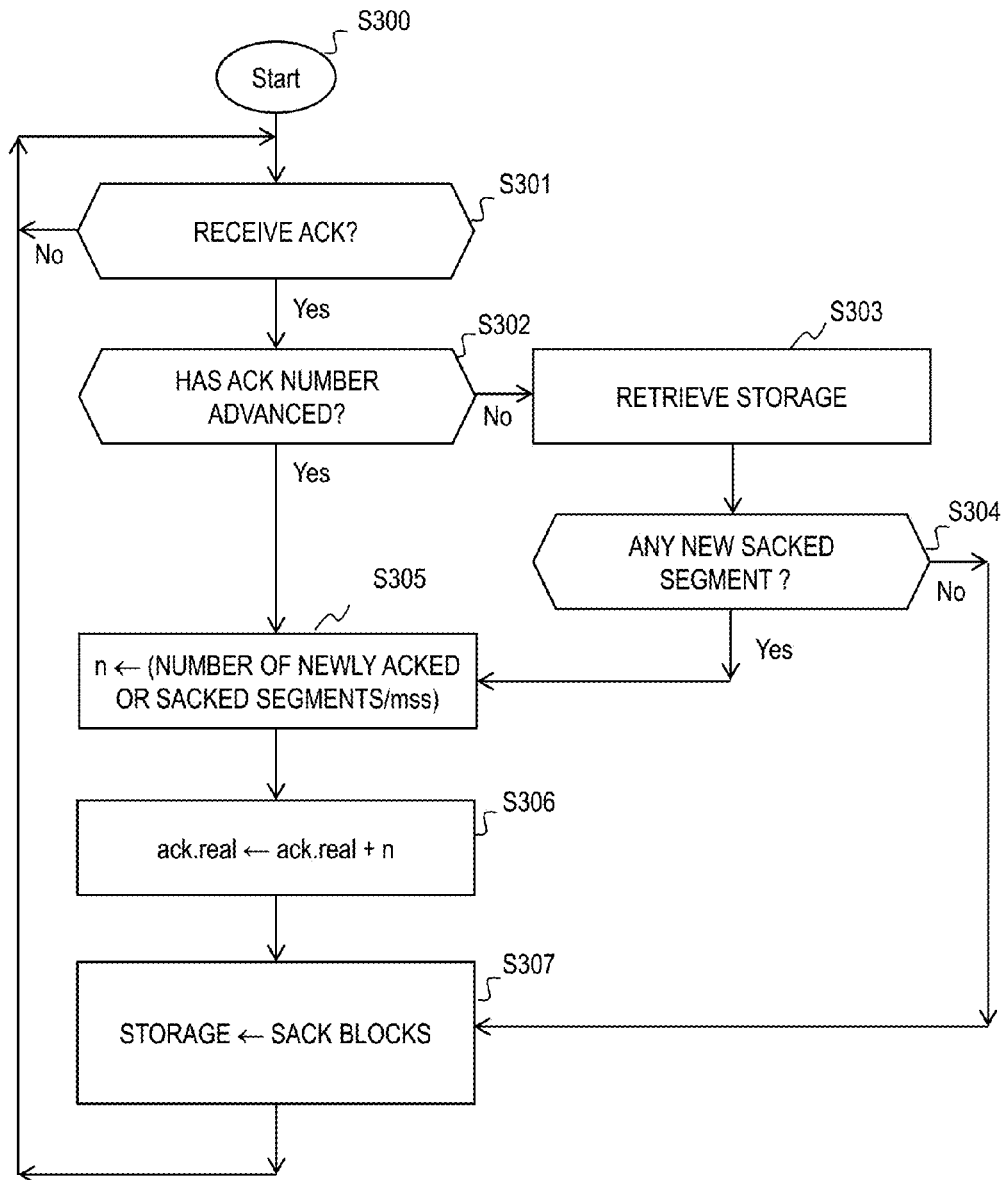 S300
Start
S301
RECEIVE ACK?
No
Yes
S302
HAS ACK NUMBER
ADVANCED?
No
Yes
S303
RETRIEVE STORAGE
S304
ANY NEW SACKED
SEGMENT ?
No
Yes
S305
n ← (NUMBER OF NEWLY ACKED
OR SACKED SEGMENTS/mss)
S306
ack.real ← ack.real + n
S307
STORAGE ← SACK BLOCKS